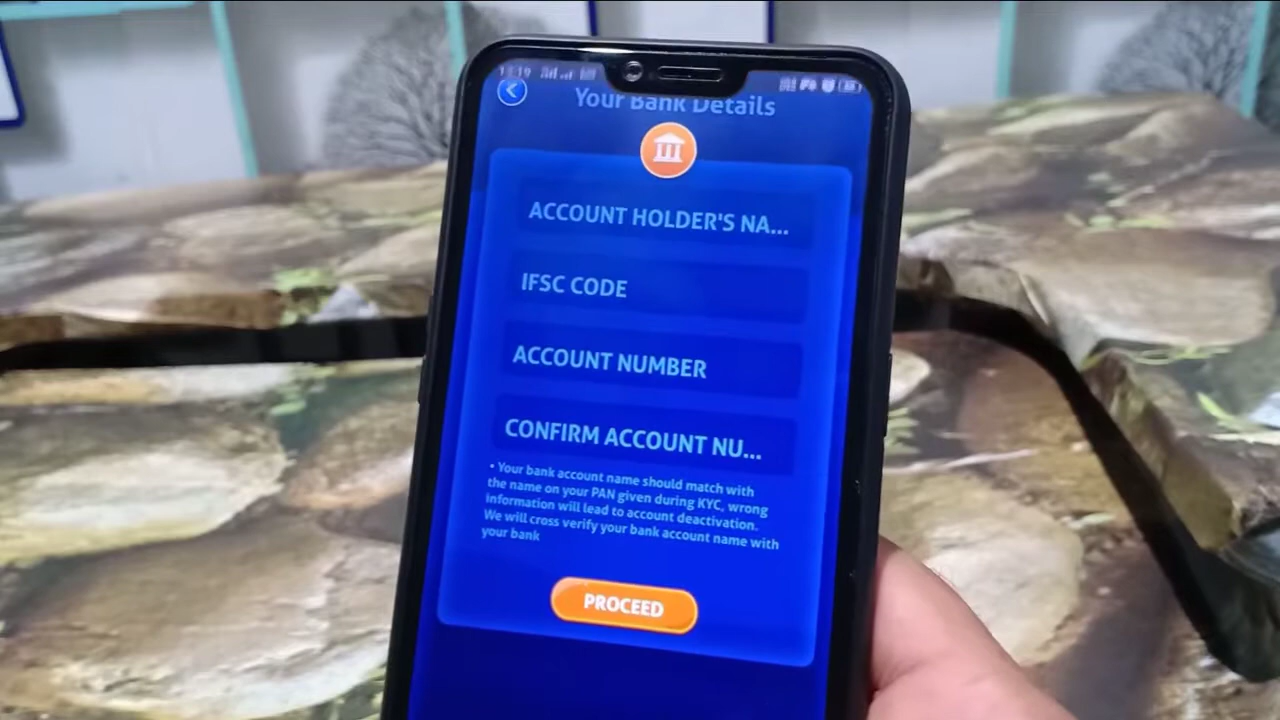 Your Bank Details
ACCOUNT HOLDER'S NA...
IFSC CODE
ACCOUNT NUMBER
CONFIRM ACCOUNT NU...
• Your bank account name should match with
the name on your PAN given during KYC, wrong
information will lead to account deactivation.
We will cross verify your bank account name with
your bank
PROCEED